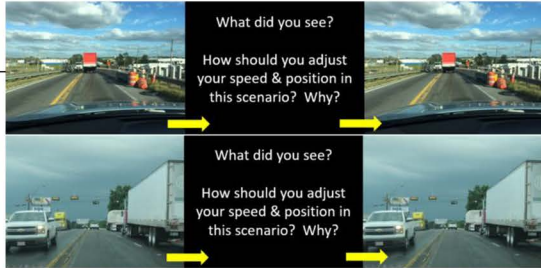 What did you see?
How should you adjust
your speed & position in
this scenario? Why?
What did you see?
How should you adjust
your speed & position in
this scenario? Why?